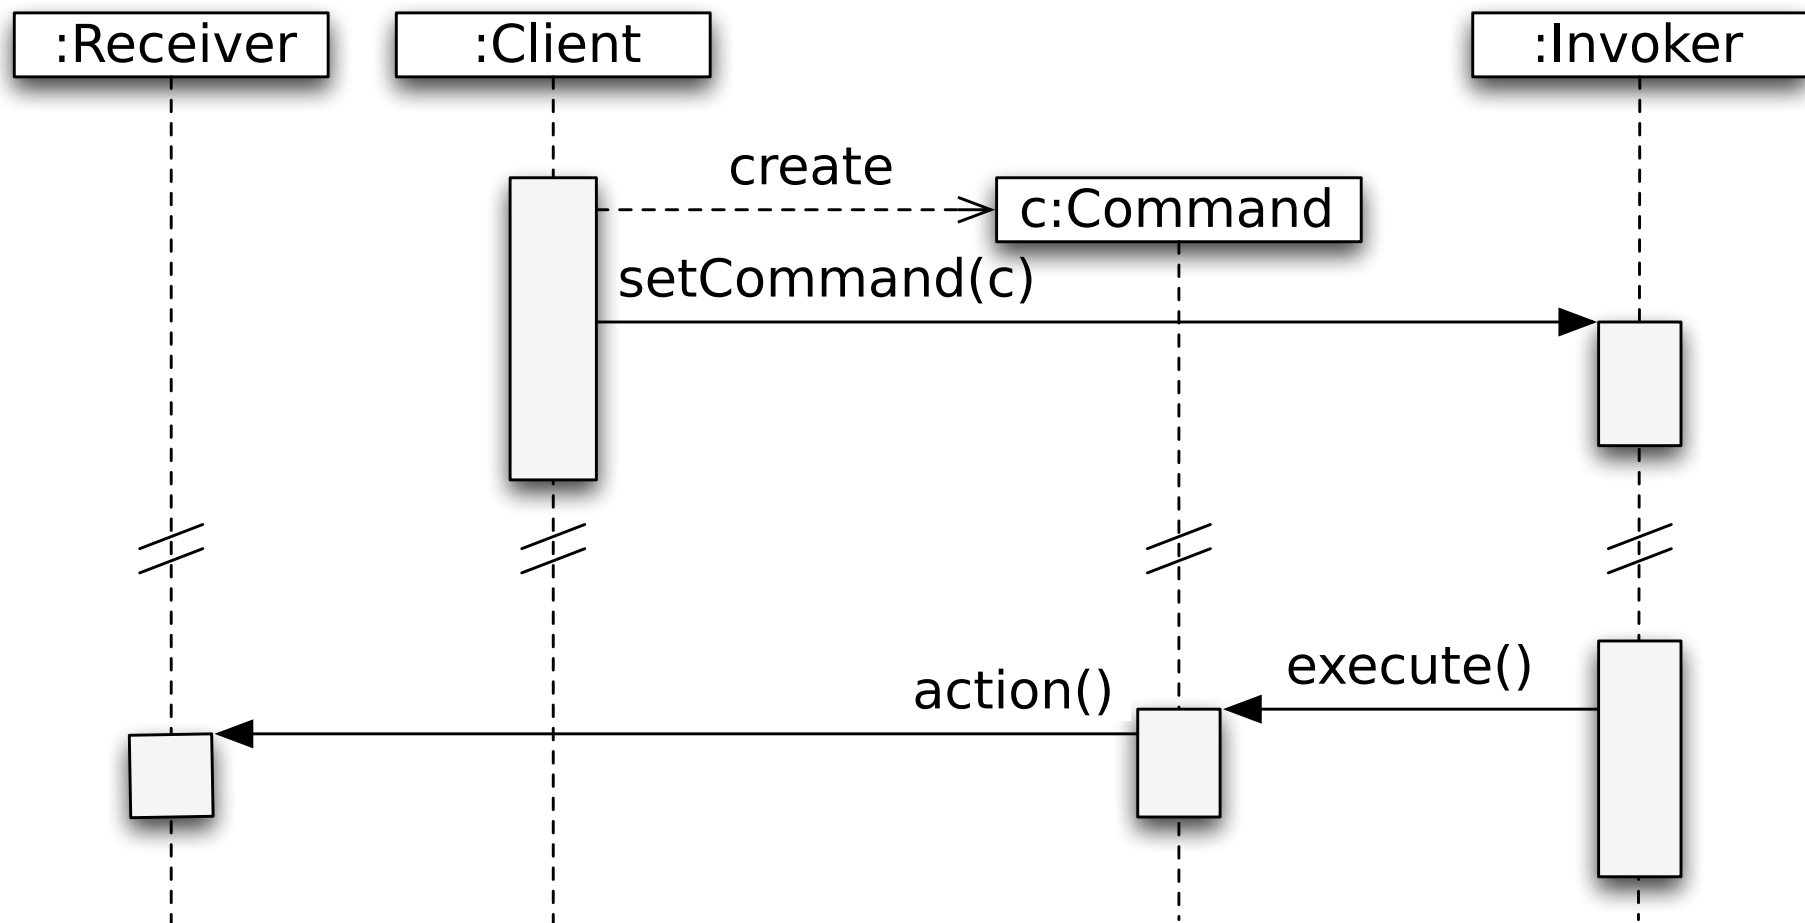 :Receiver
:Client
:Invoker
create
c:Command
setCommand(c)
execute()
action()